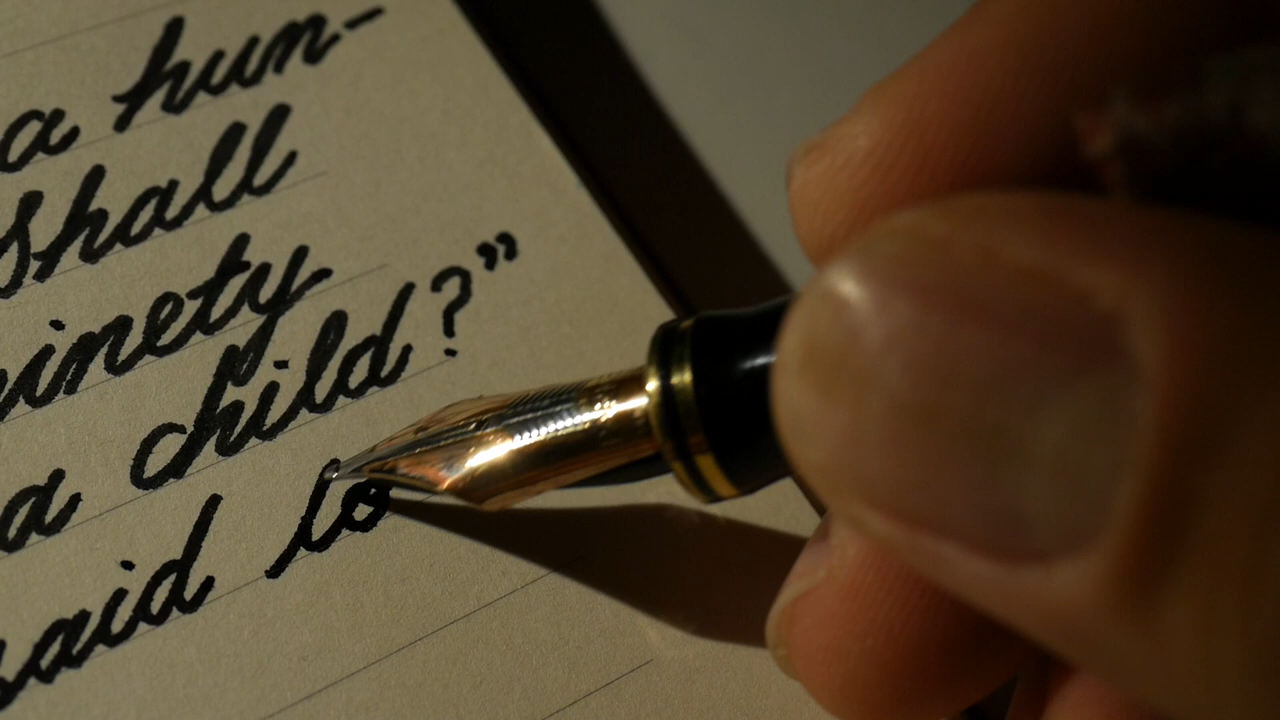 a hun-
Shall
ninety
a child?”
said to